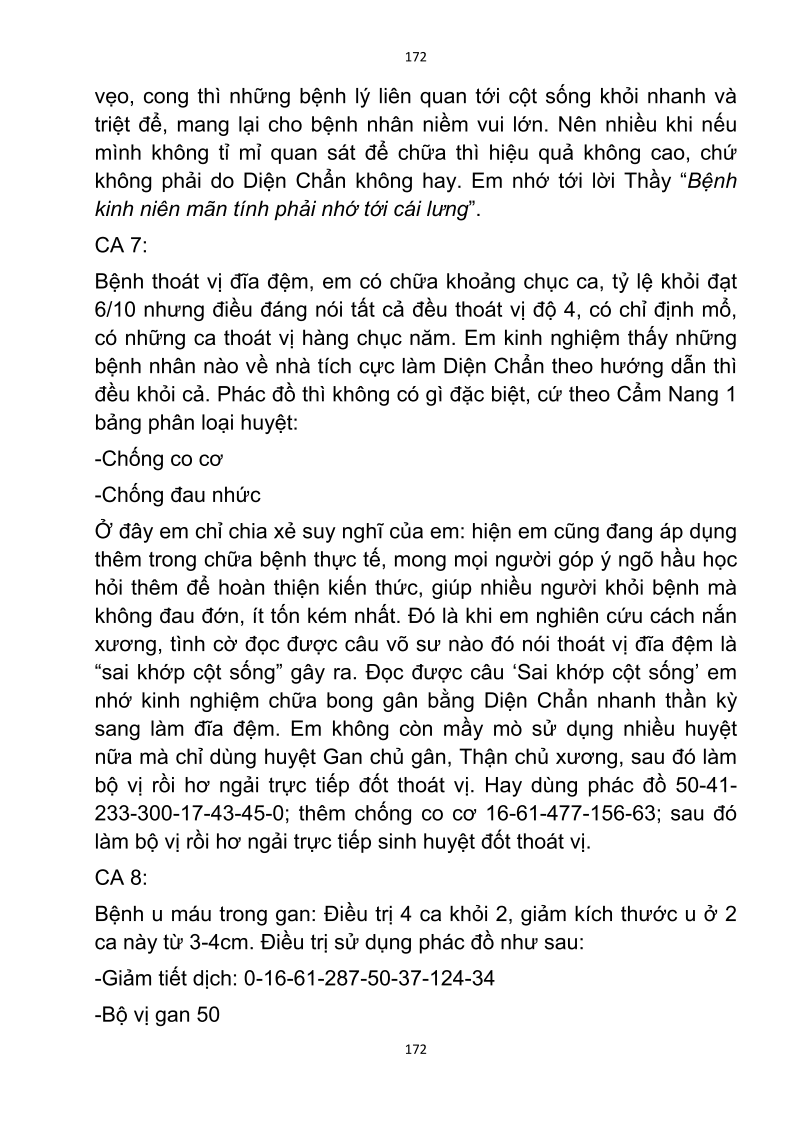 172
vẹo, cong thì những bệnh lý liên quan tới cột sống khỏi nhanh và
triệt để, mang lại cho bệnh nhân niềm vui lớn. Nên nhiều khi nếu
mình không tỉ mỉ quan sát để chữa thì hiệu quả không cao, chứ
không phải do Diện Chẩn không hay. Em nhớ tới lời Thầy “Bệnh
kinh niên mãn tính phải nhớ tới cái lưng”.
CA 7:
Bệnh thoát vị đĩa đệm, em có chữa khoảng chục ca, tỷ lệ khỏi đạt
6/10 nhưng điều đáng nói tất cả đều thoát vị độ 4, có chỉ định mổ,
có những ca thoát vị hàng chục năm. Em kinh nghiệm thấy những
bệnh nhân nào về nhà tích cực làm Diện Chẩn theo hướng dẫn thì
đều khỏi cả. Phác đồ thì không có gì đặc biệt, cứ theo Cẩm Nang 1
bảng phân loại huyệt:
-Chống co cơ
-Chống đau nhức
Ở đây em chỉ chia xẻ suy nghĩ của em: hiện em cũng đang áp dụng
thêm trong chữa bệnh thực tế, mong mọi người góp ý ngõ hầu học
hỏi thêm để hoàn thiện kiến thức, giúp nhiều người khỏi bệnh mà
không đau đớn, ít tốn kém nhất. Đó là khi em nghiên cứu cách nắn
xương, tình cờ đọc được câu võ sư nào đó nói thoát vị đĩa đệm là
“sai khớp cột sống” gây ra. Đọc được câu ‘Sai khớp cột sống’ em
nhớ kinh nghiệm chữa bong gân bằng Diện Chẩn nhanh thần kỳ
sang làm đĩa đệm. Em không còn mầy mò sử dụng nhiều huyệt
nữa mà chỉ dùng huyệt Gan chủ gân, Thận chủ xương, sau đó làm
bộ vị rồi hơ ngải trực tiếp đốt thoát vị. Hay dùng phác đồ 50-41-
233-300-17-43-45-0; thêm chống co cơ 16-61-477-156-63; sau đó
làm bộ vị rồi hơ ngải trực tiếp sinh huyệt đốt thoát vị.
CA 8:
Bệnh u máu trong gan: Điều trị 4 ca khỏi 2, giảm kích thước u ở 2
ca này từ 3-4cm. Điều trị sử dụng phác đồ như sau:
-Giảm tiết dịch: 0-16-61-287-50-37-124-34
-Bộ vị gan 50
172